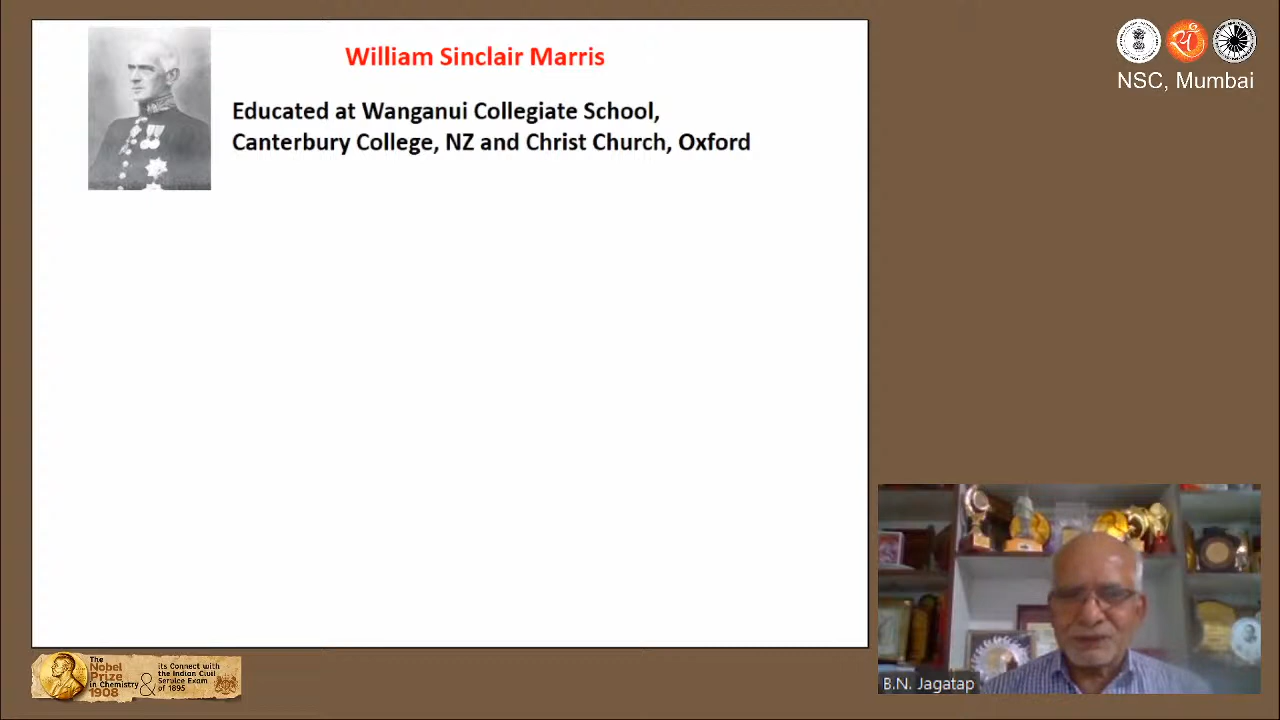 William Sinclair Marris
Educated at Wanganui Collegiate School,
Canterbury College, NZ and Christ Church, Oxford
NSC, Mumbai
B.N. Jagatap
The
Nobel
Prize
in Chemistry
1908
&
its Connect with
the Indian Civil
Service Exam
of 1895